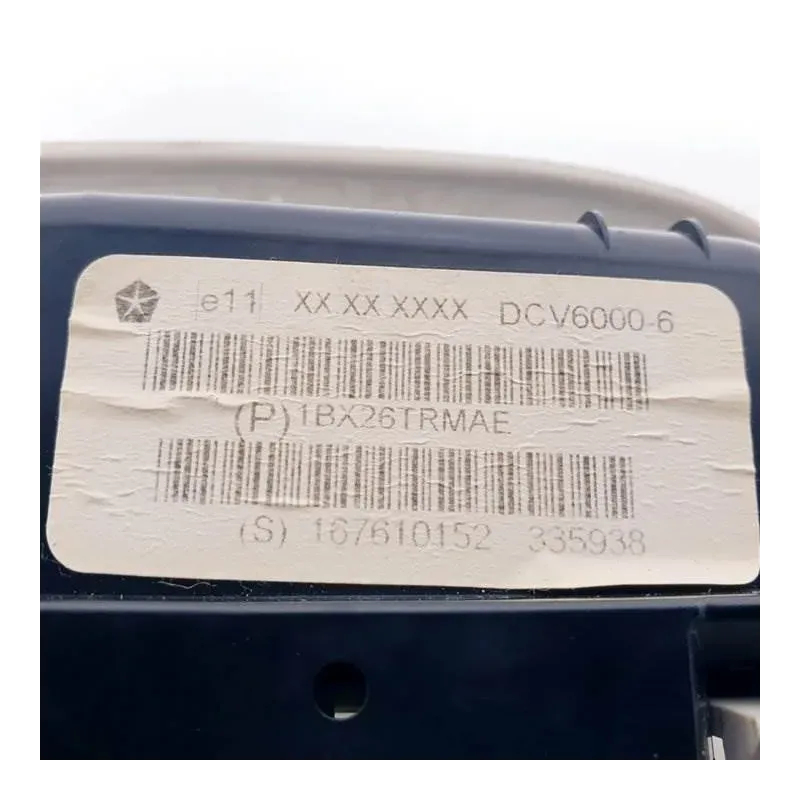 e11 XX XX XXXX DCV6000-6
(P) 1BX26TRMAE
(S) 167610152 335938